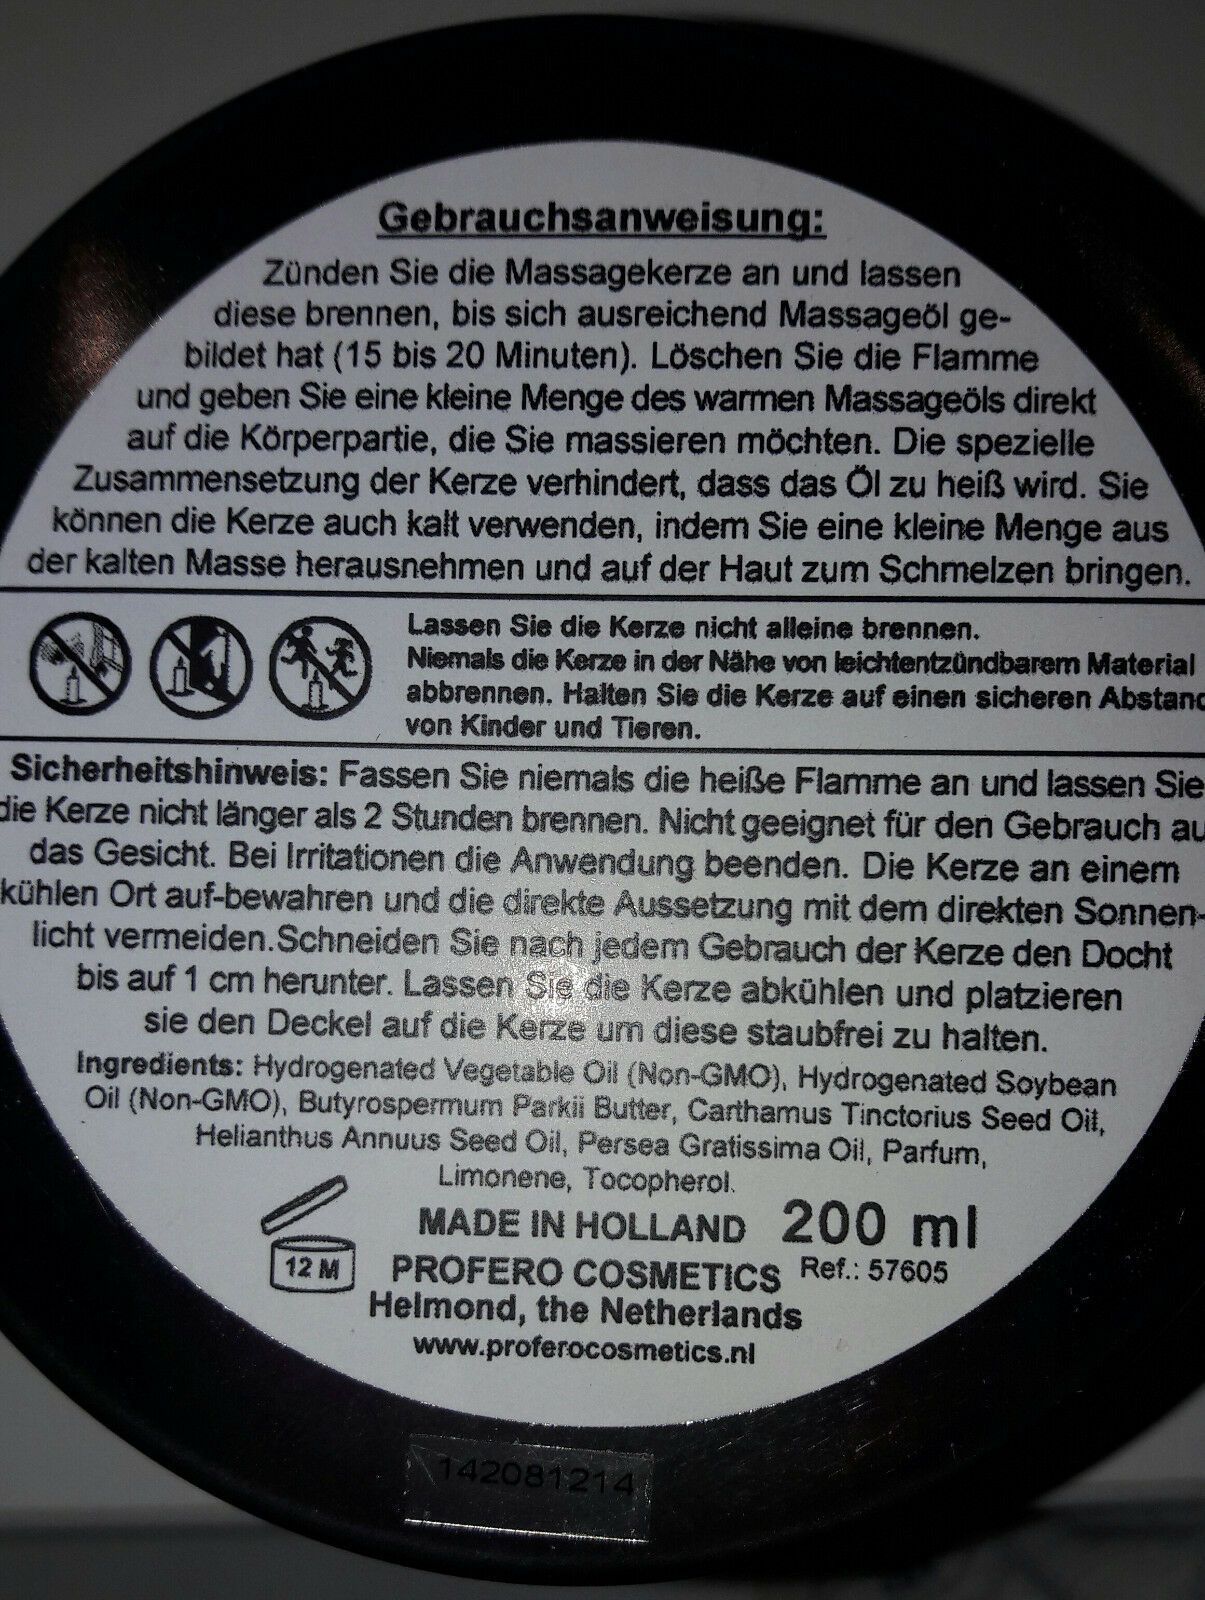 Gebrauchsanweisung:
Zünden Sie die Massagekerze an und lassen
diese brennen, bis sich ausreichend Massageöl ge-
bildet hat (15 bis 20 Minuten). Löschen Sie die Flamme
und geben Sie eine kleine Menge des warmen Massageöls direkt
auf die Körperpartie, die Sie massieren möchten. Die spezielle
Zusammensetzung der Kerze verhindert, dass das Öl zu heiß wird. Sie
können die Kerze auch kalt verwenden, indem Sie eine kleine Menge aus
der kalten Masse herausnehmen und auf der Haut zum Schmelzen bringen.
Lassen Sie die Kerze nicht alleine brennen.
Niemals die Kerze in der Nähe von leichtentzündbarem Material
abbrennen. Halten Sie die Kerze auf einen sicheren Abstand
von Kinder und Tieren.
Sicherheitshinweis: Fassen Sie niemals die heiße Flamme an und lassen Sie
die Kerze nicht länger als 2 Stunden brennen. Nicht geeignet für den Gebrauch au
das Gesicht. Bei Irritationen die Anwendung beenden. Die Kerze an einem
kühlen Ort auf-bewahren und die direkte Aussetzung mit dem direkten Sonnen-
licht vermeiden.Schneiden Sie nach jedem Gebrauch der Kerze den Docht
bis auf 1 cm herunter. Lassen Sie die Kerze abkühlen und platzieren
sie den Deckel auf die Kerze um diese staubfrei zu halten.
Ingredients: Hydrogenated Vegetable Oil (Non-GMO), Hydrogenated Soybean
Oil (Non-GMO), Butyrospermum Parkii Butter, Carthamus Tinctorius Seed Oil,
Helianthus Annuus Seed Oil, Persea Gratissima Oil, Parfum,
Limonene, Tocopherol.
MADE IN HOLLAND 200 ml
12 M PROFERO COSMETICS Ref.: 57605
Helmond, the Netherlands
www.proferocosmetics.nl
142081214